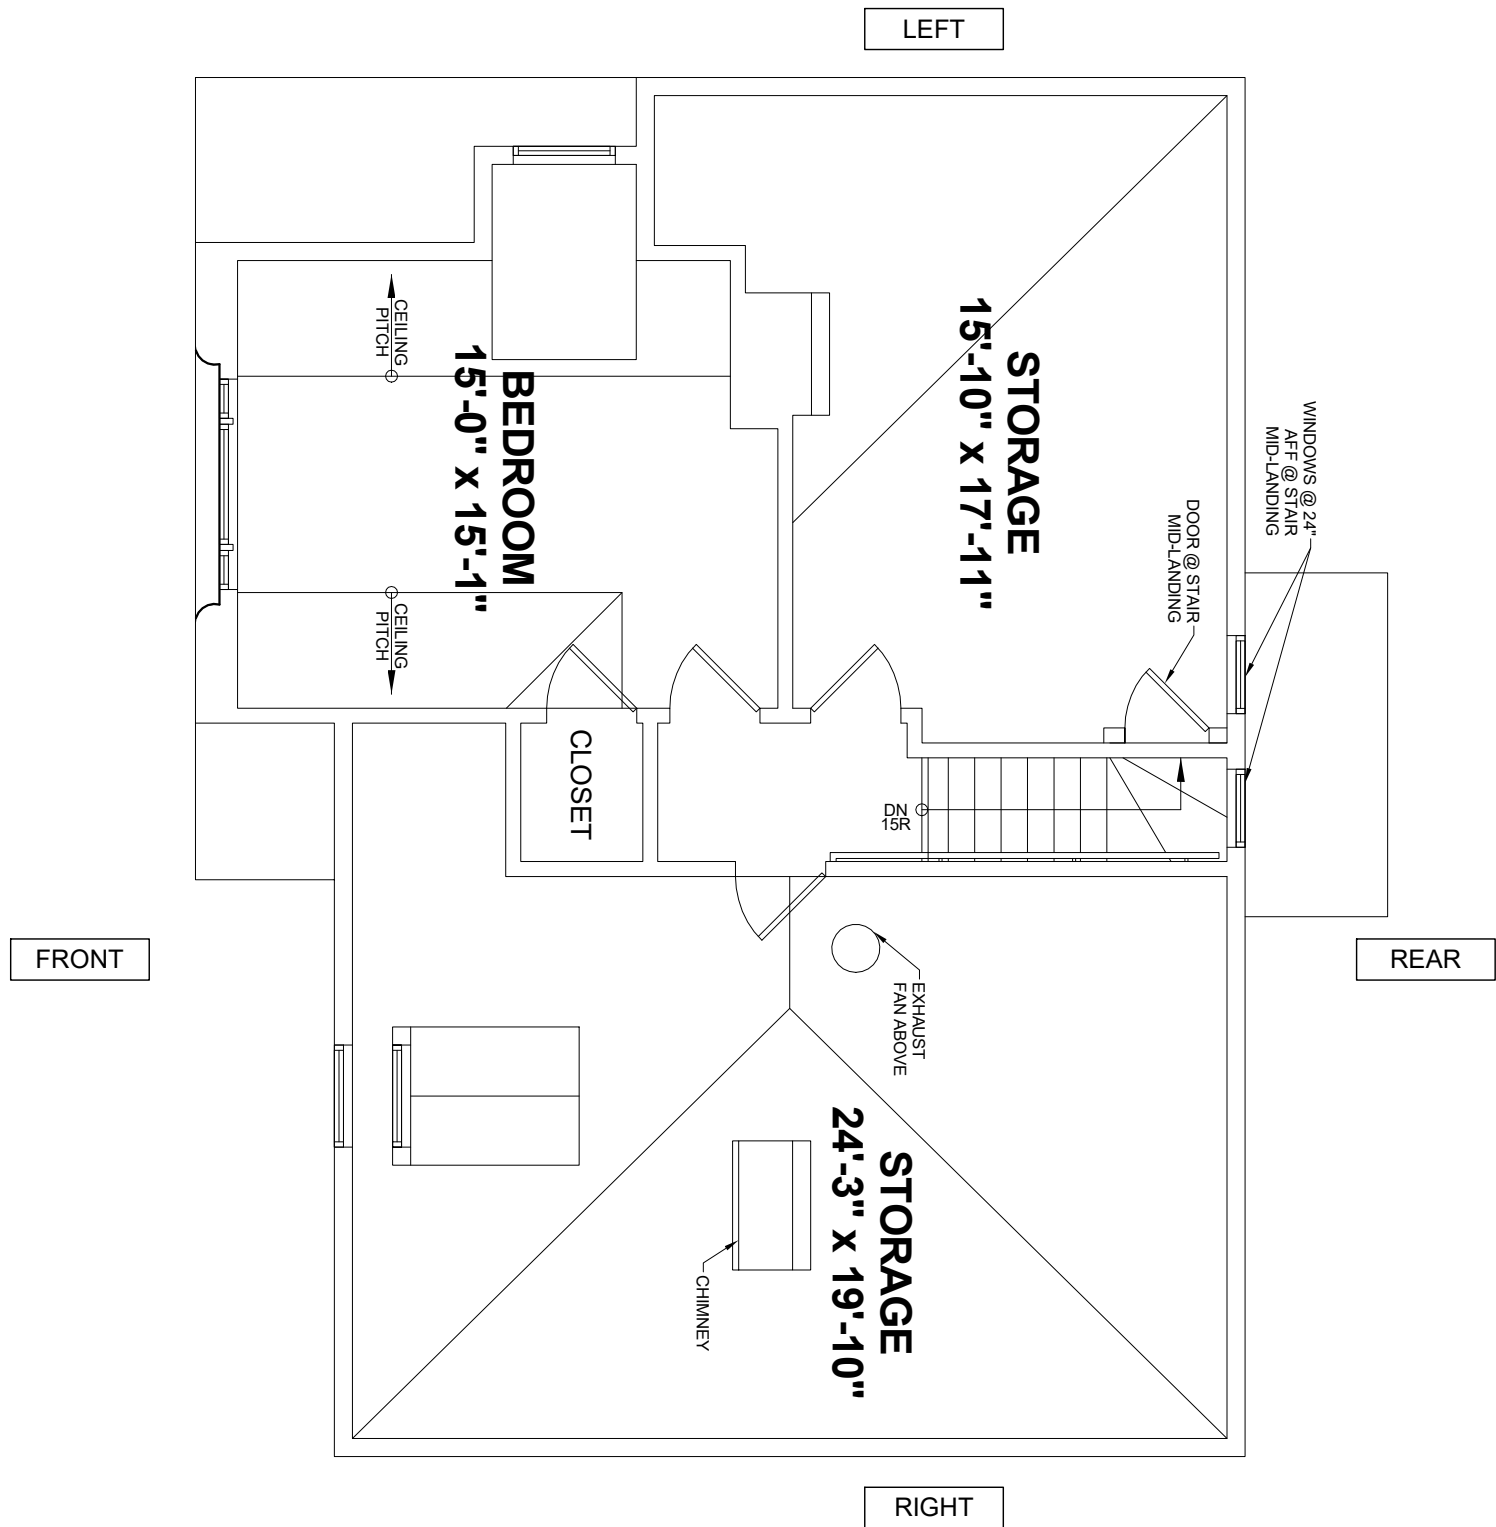 LEFT
FRONT
REAR
RIGHT
WINDOWS @ 24"
AFF @ STAIR
MID-LANDING
DOOR @ STAIR
MID-LANDING
STORAGE
15'-10" x 17'-11"
BEDROOM
15'-0" x 15'-1"
CEILING
PITCH
CEILING
PITCH
CLOSET
DN
15R
EXHAUST
FAN ABOVE
STORAGE
24'-3" x 19'-10"
CHIMNEY